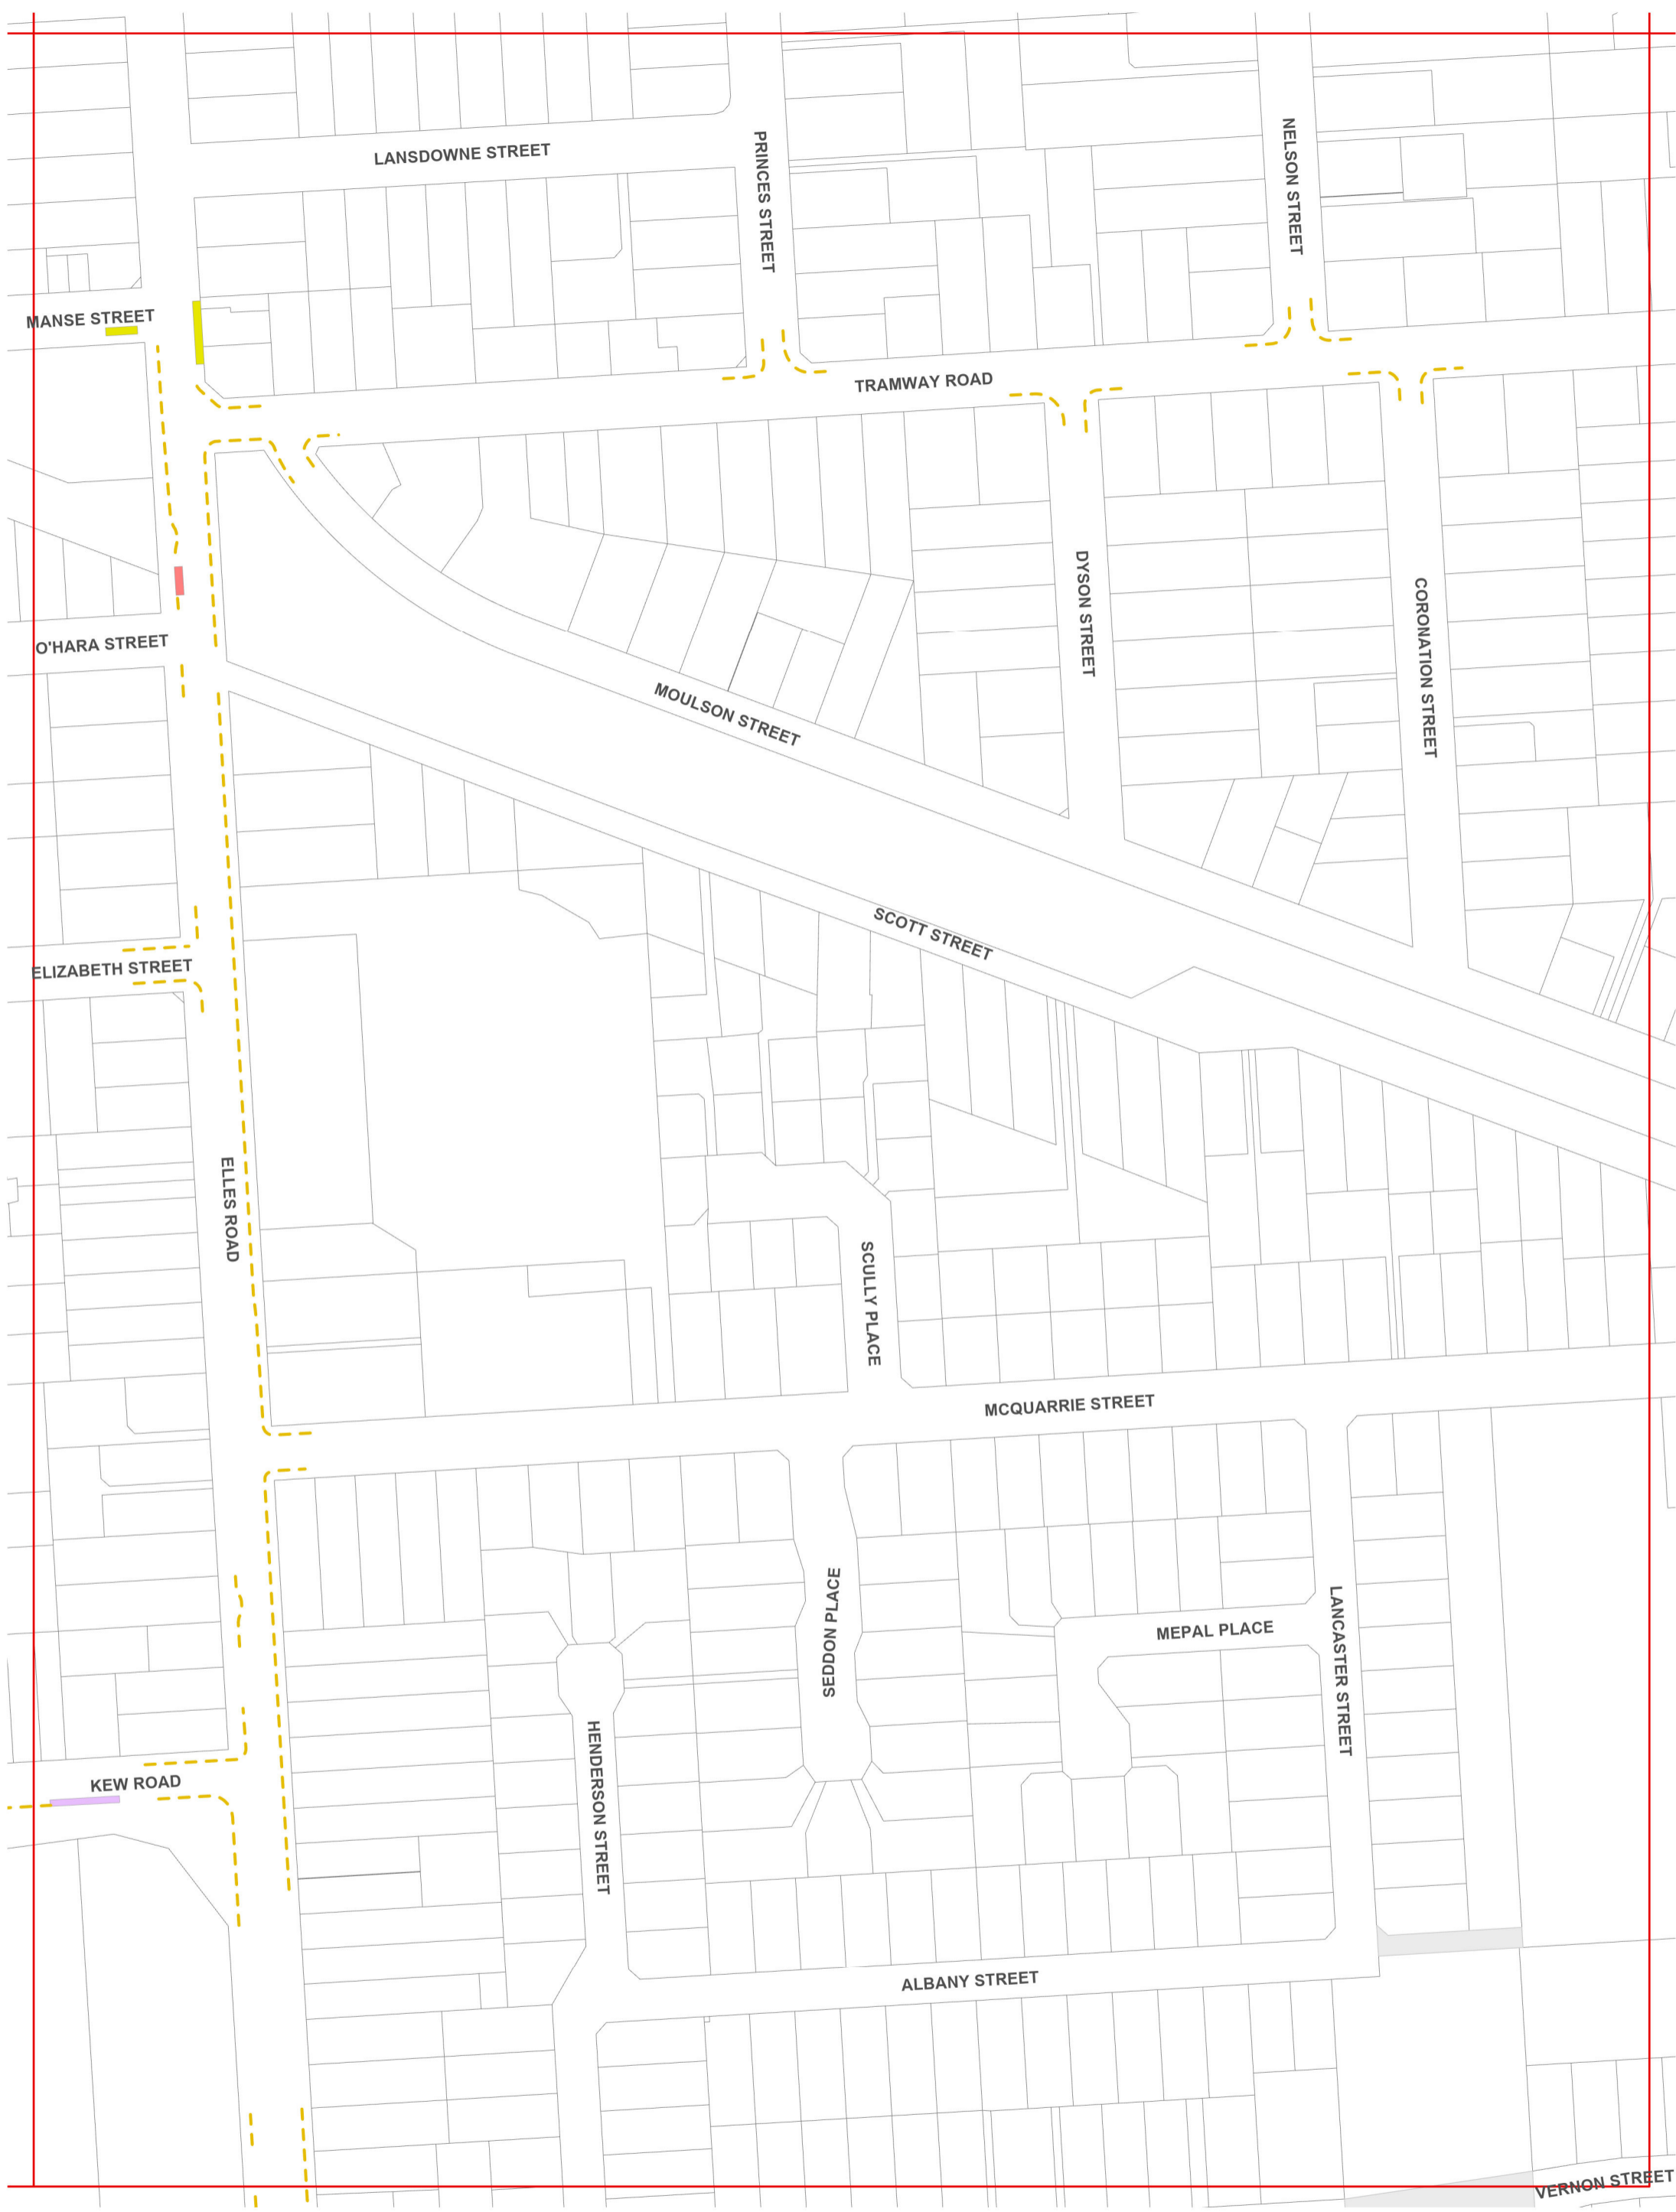 LANSDOWNE STREET
PRINCES STREET
NELSON STREET
MANSE STREET
TRAMWAY ROAD
DYSON STREET
CORONATION STREET
O'HARA STREET
MOULSON STREET
SCOTT STREET
ELIZABETH STREET
ELLES ROAD
SCULLY PLACE
MCQUARRIE STREET
SEDDON PLACE
MEPAL PLACE
LANCASTER STREET
HENDERSON STREET
KEW ROAD
ALBANY STREET
VERNON STREET